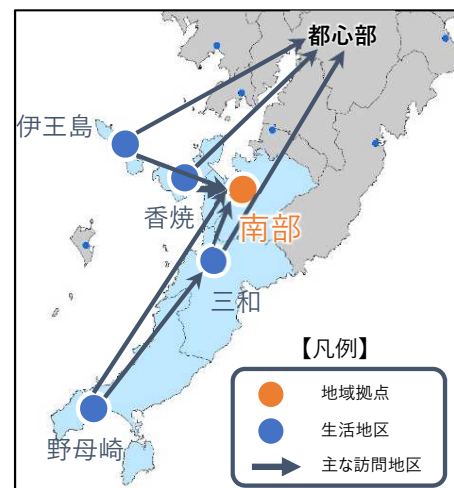 都心部
伊王島
香焼
南部
三和
野母崎
【凡例】
地域拠点
生活地区
主な訪問地区